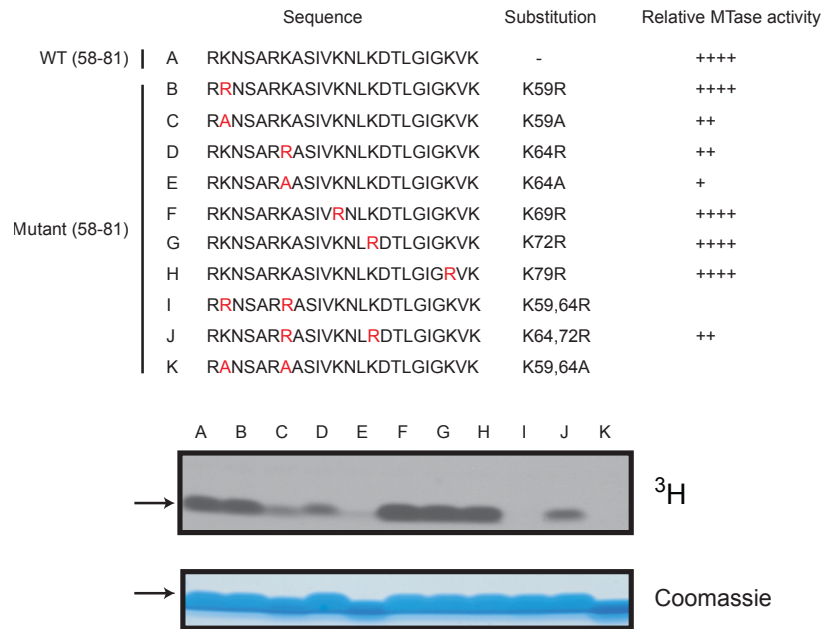 Sequence Substitution Relative MTase activity
WT (58-81) A RKNSARKASIVKNLKDTLGIGKVK - ++++
B RRNSARKASIVKNLKDTLGIGKVK K59R ++++
C RANSARKASIVKNLKDTLGIGKVK K59A ++
D RKNSARRASIVKNLKDTLGIGKVK K64R ++
E RKNSARAASIVKNLKDTLGIGKVK K64A +
Mutant (58-81) F RKNSARKASIVRNLKDTLGIGKVK K69R ++++
G RKNSARKASIVKNLRDTLGIGKVK K72R ++++
H RKNSARKASIVKNLKDTLGIGRVK K79R ++++
I RRNSARRASIVKNLKDTLGIGKVK K59,64R
J RKNSARRASIVKNLRDTLGIGKVK K64,72R ++
K RANSARAASIVKNLKDTLGIGKVK K59,64A
A B C D E F G H I J K
³H
Coomassie